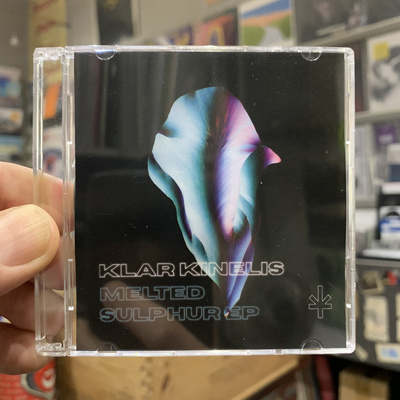 KLAR KINELIS
MELTED
SULPHUR EP